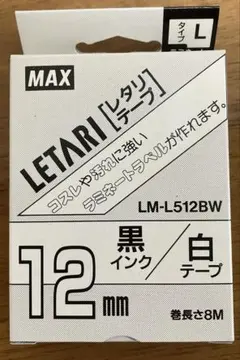 タイプ L
MAX
LETARI[レタリテープ]
コスレや汚れに強い
ラミネートラベルが作れます。
LM-L512BW
黒インク/白テープ
12mm
巻長さ8M